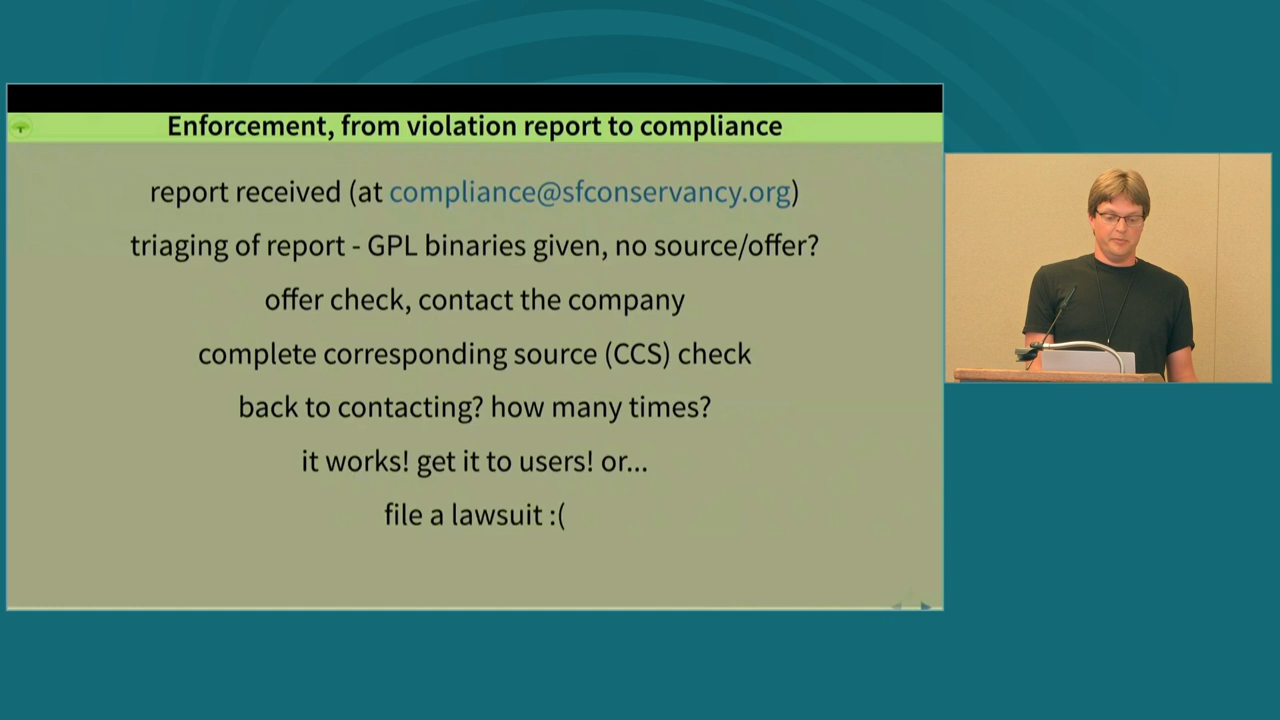 Enforcement, from violation report to compliance
report received (at compliance@sfconservancy.org)
triaging of report - GPL binaries given, no source/offer?
offer check, contact the company
complete corresponding source (CCS) check
back to contacting? how many times?
it works! get it to users! or...
file a lawsuit :(